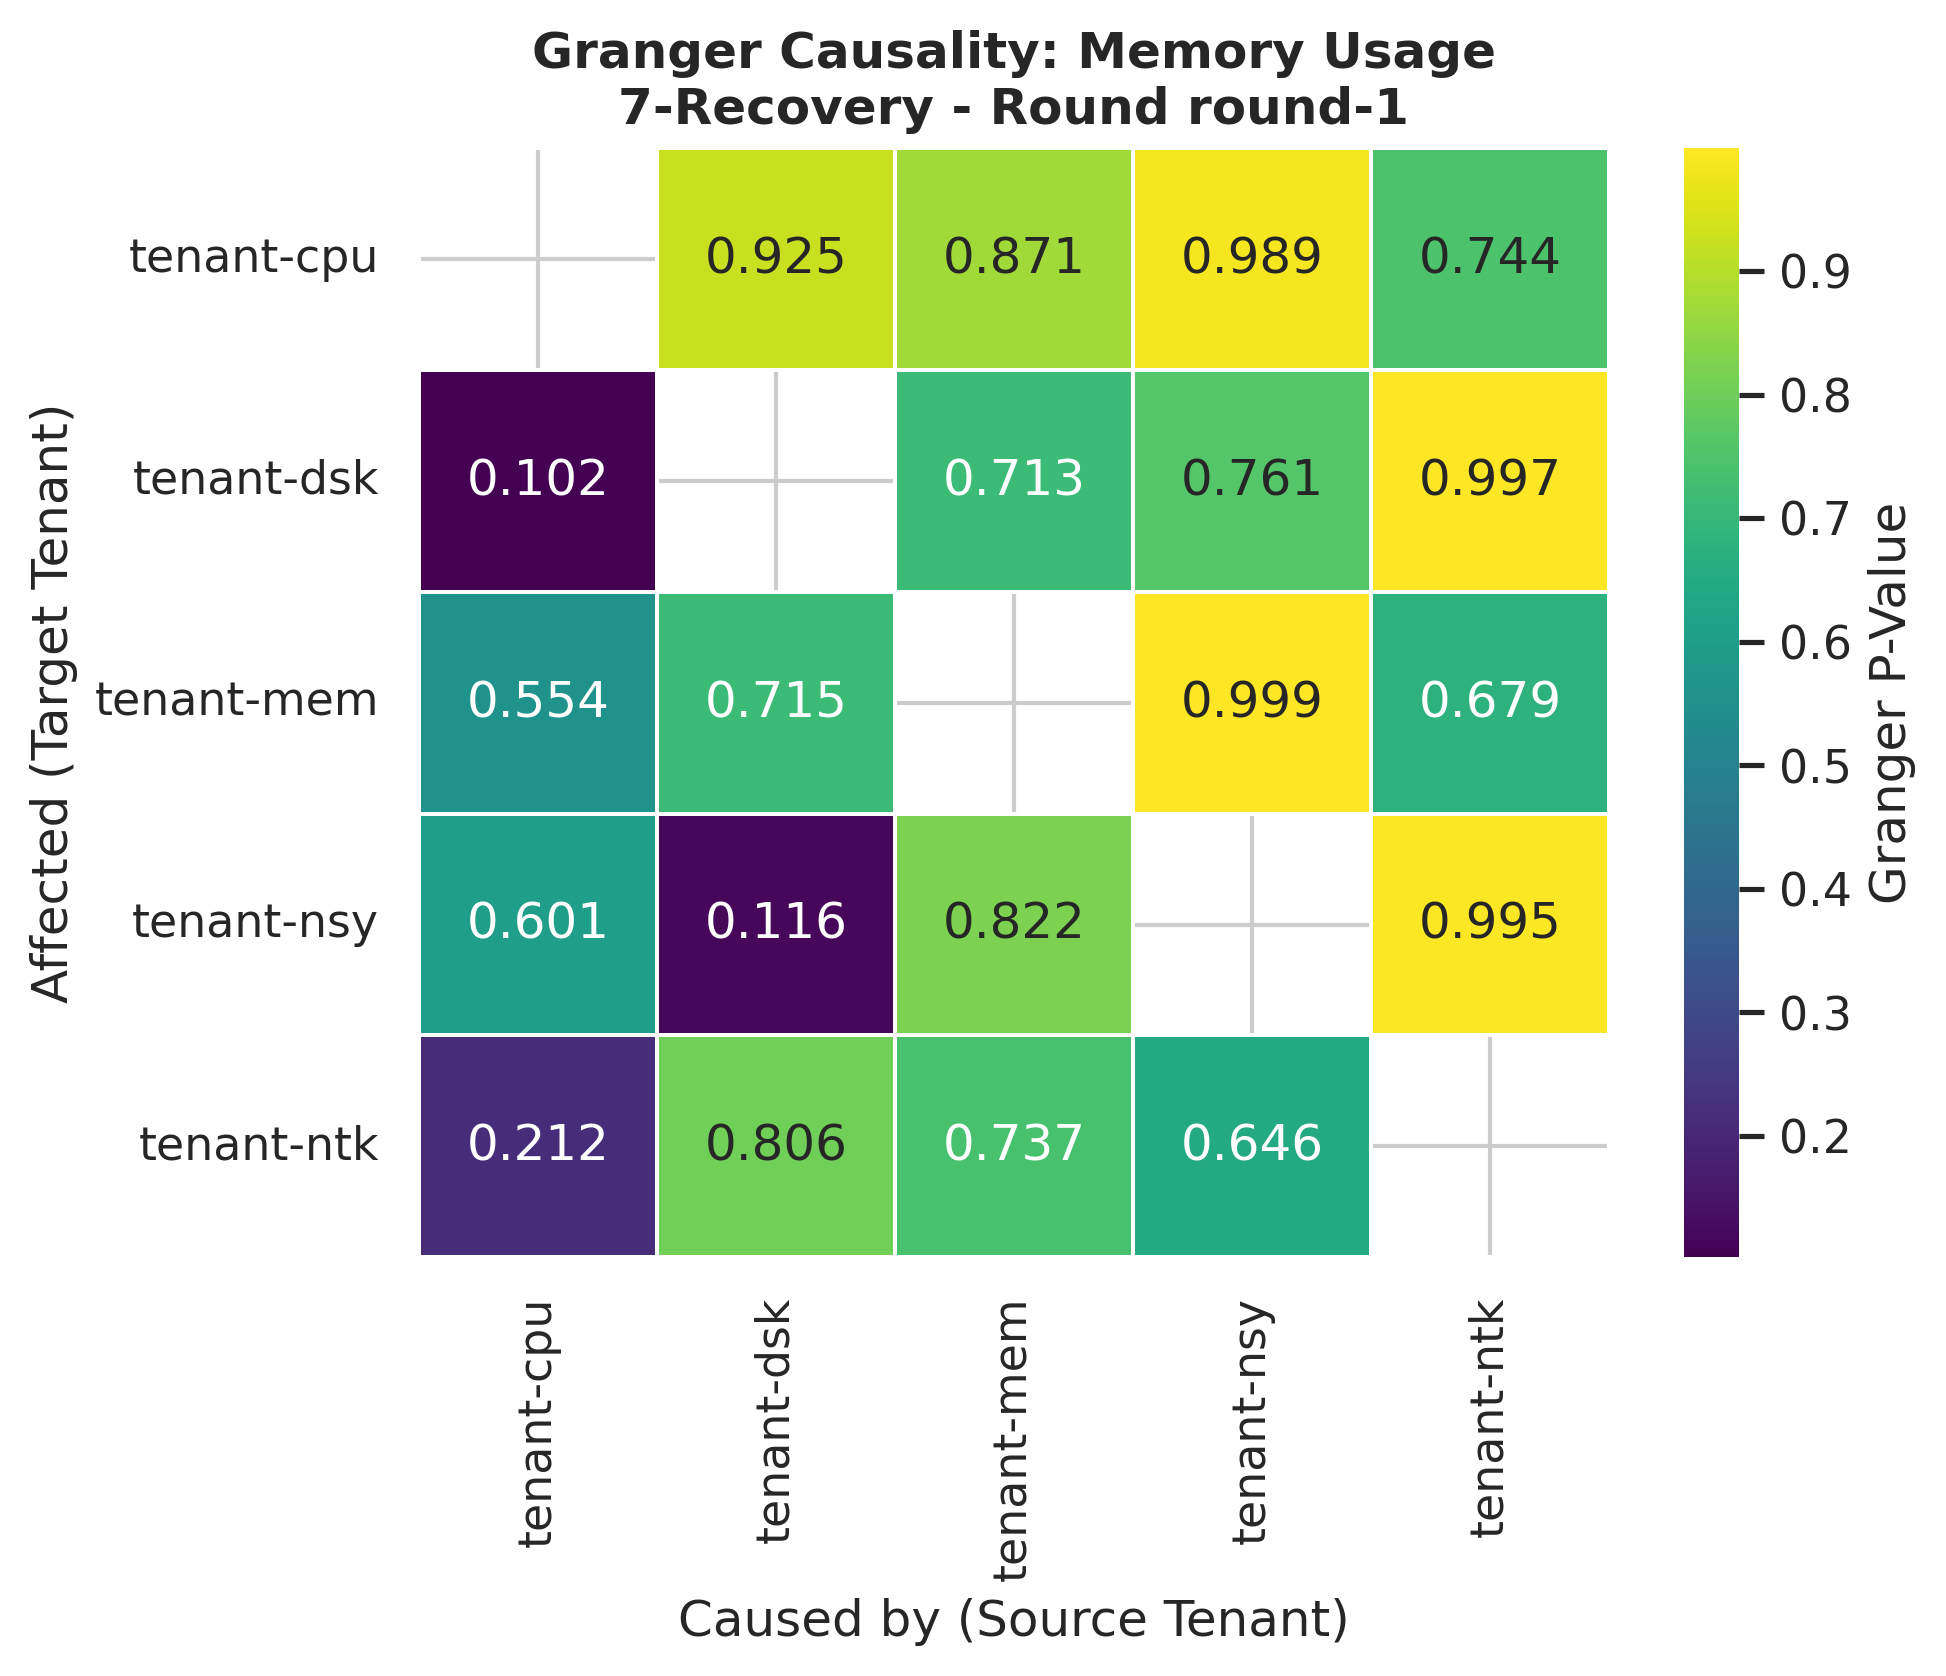 Granger Causality: Memory Usage
7-Recovery - Round round-1
Affected (Target Tenant)
tenant-cpu
0.925 0.871 0.989 0.744
tenant-dsk
0.102 0.713 0.761 0.997
tenant-mem
0.554 0.715 0.999 0.679
tenant-nsy
0.601 0.116 0.822 0.995
tenant-ntk
0.212 0.806 0.737 0.646
tenant-cpu
tenant-dsk
tenant-mem
tenant-nsy
tenant-ntk
Caused by (Source Tenant)
0.9
0.8
0.7
0.6
0.5
0.4
0.3
0.2
Granger P-Value